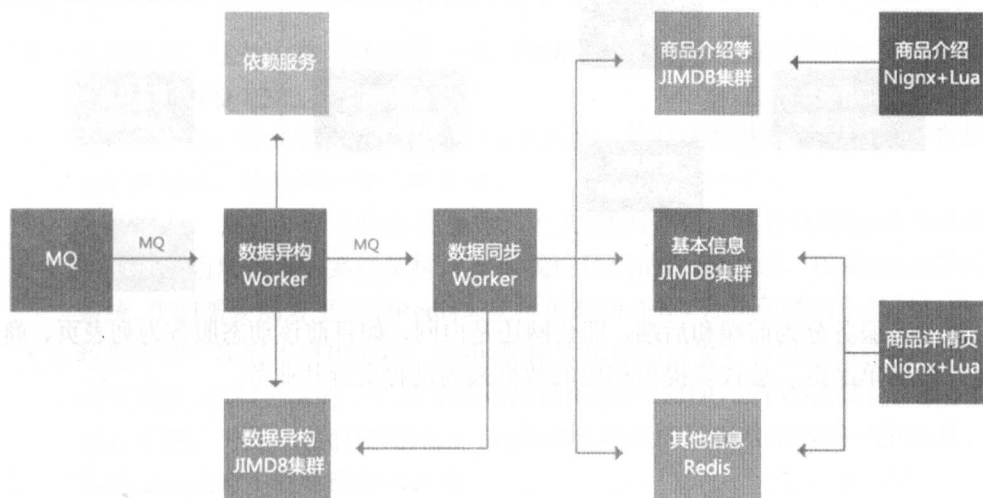 依赖服务
商品介绍等
JIMDB集群
商品介绍
Nignx+Lua
MQ
MQ
数据异构
Worker
MQ
数据同步
Worker
基本信息
JIMDB集群
商品详情页
Nignx+Lua
数据异构
JIMDB集群
其他信息
Redis